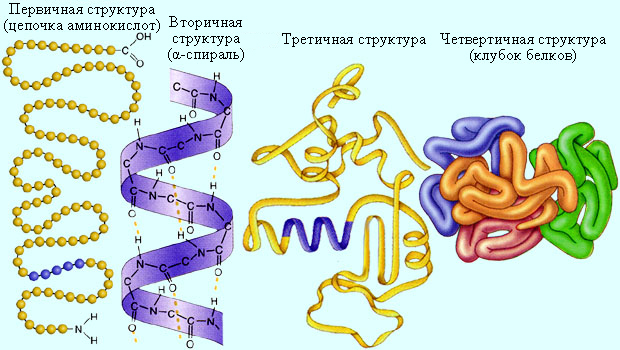 Первичная структура
(цепочка аминокислот)
Вторичная
структура
(α-спираль)
Третичная структура
Четвертичная структура
(клубок белков)
C
OH
O
N
H
H